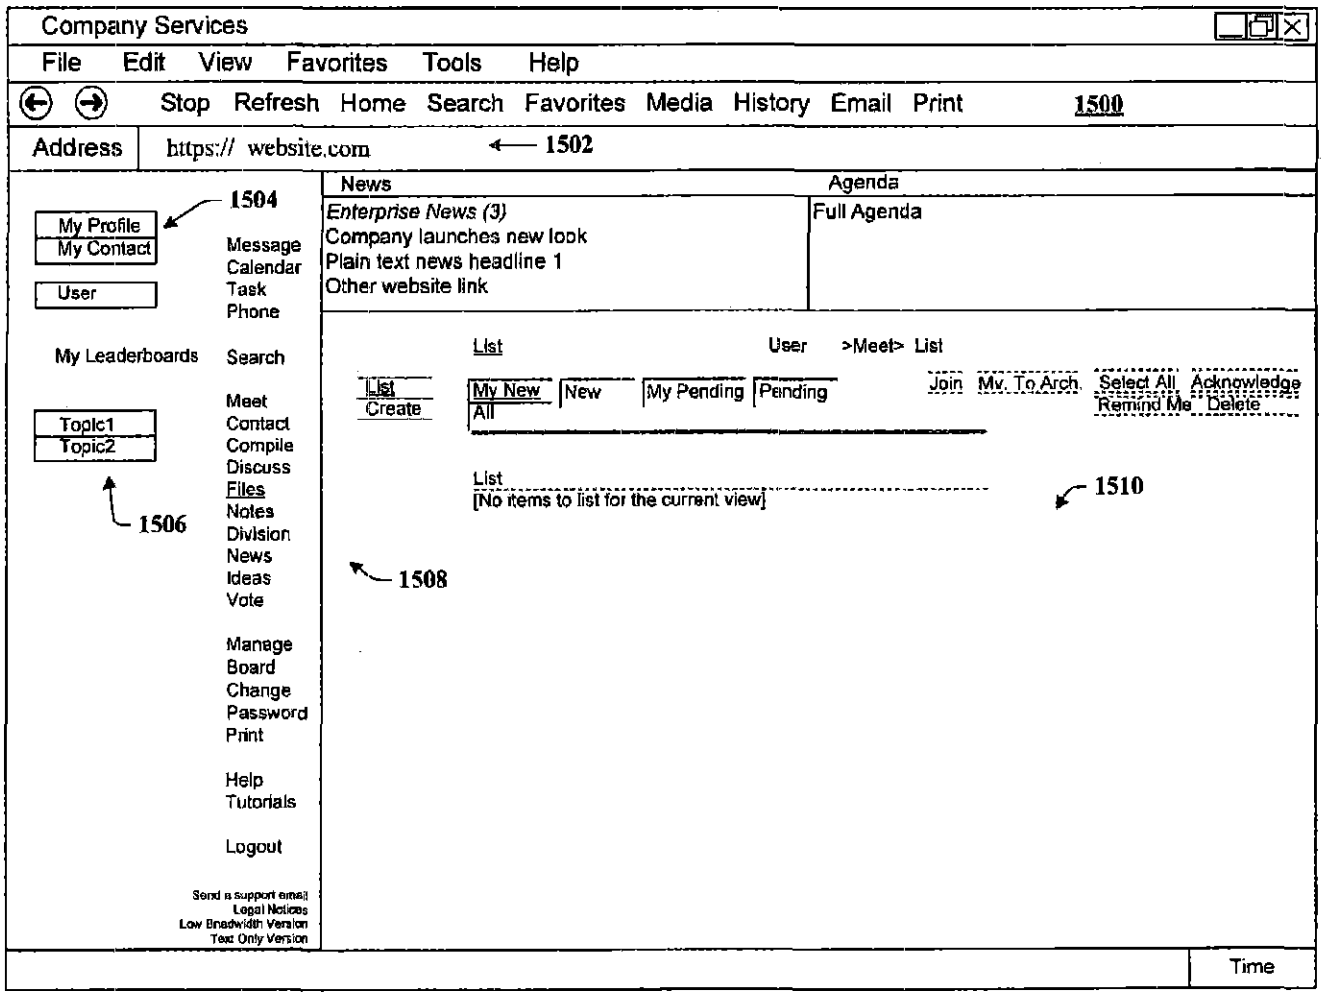 Company Services
File Edit View Favorites Tools Help
Stop Refresh Home Search Favorites Media History Email Print 1500
Address https:// website.com 1502
1504
My Profile
My Contact
User
My Leaderboards
Topic1
Topic2
1506
Message
Calendar
Task
Phone
Search
Meet
Contact
Compile
Discuss
Files
Notes
Division
News
Ideas
Vote
Manage
Board
Change
Password
Print
Help
Tutorials
Logout
Send a support email
Legal Notices
Low Bnadwidth Version
Text Only Version
News Agenda
Enterprise News (3)
Company launches new look
Plain text news headline 1
Other website link
Full Agenda
List User >Meet> List
List
Create
My New New My Pending Pending
All
Join Mv. To Arch. Select All Acknowledge
Remind Me Delete
List
[No items to list for the current view]
1510
1508
Time